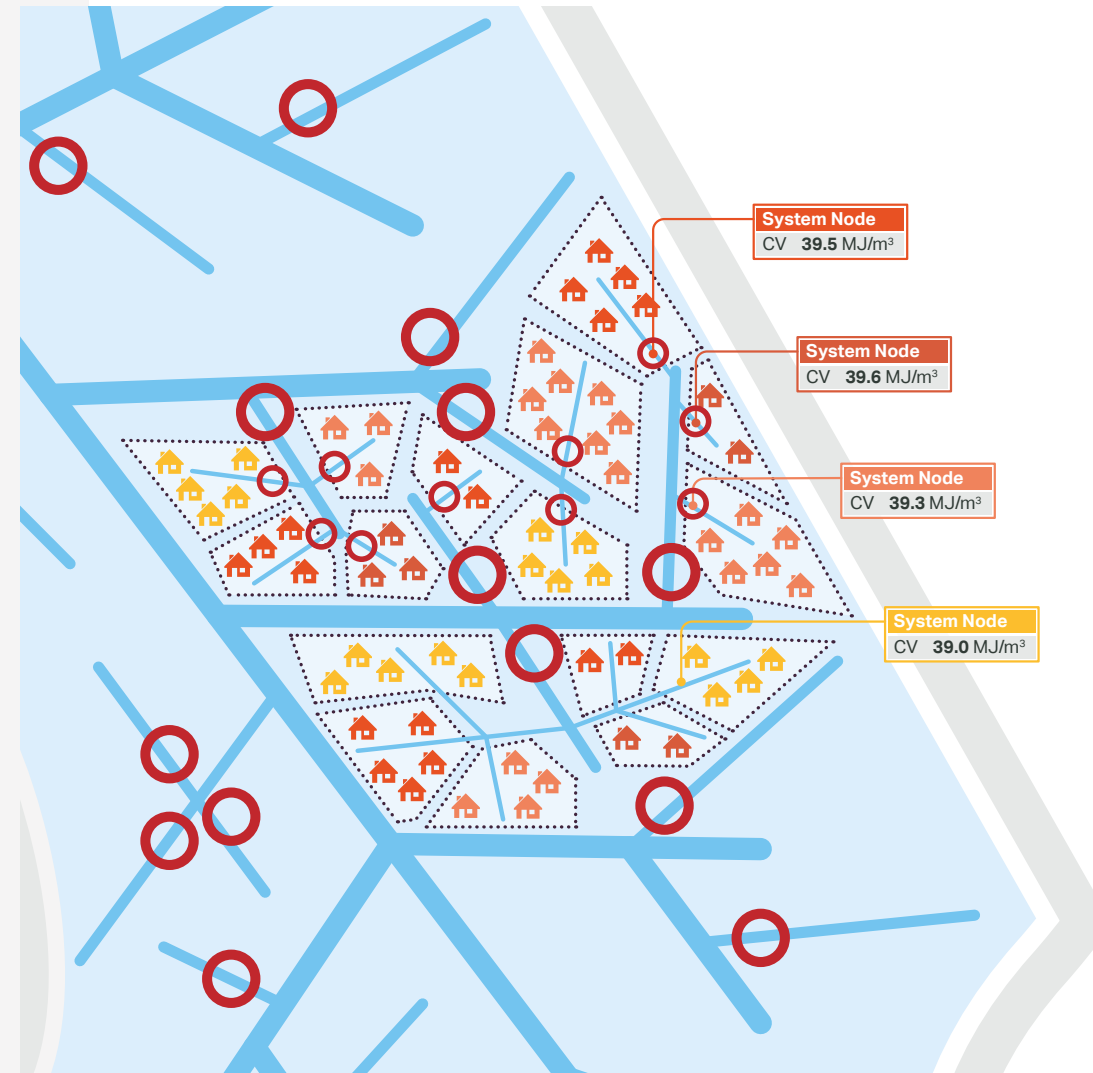 System Node
CV 39.5 MJ/m³
System Node
CV 39.6 MJ/m³
System Node
CV 39.3 MJ/m³
System Node
CV 39.0 MJ/m³